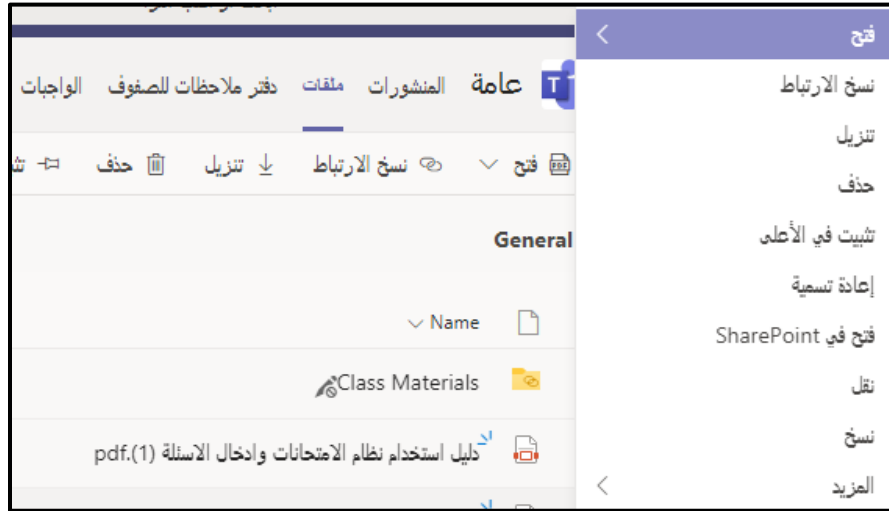 فتح
نسخ الارتباط
تنزيل
حذف
تثبيت في الأعلى
إعادة تسمية
فتح في SharePoint
نقل
نسخ
المزيد
عامة المنشورات ملفات دفتر ملاحظات للصفوف الواجبات
فتح نسخ الارتباط تنزيل حذف
General
Name
Class Materials
دليل استخدام نظام الامتحانات وادخال الاسئلة (1).pdf